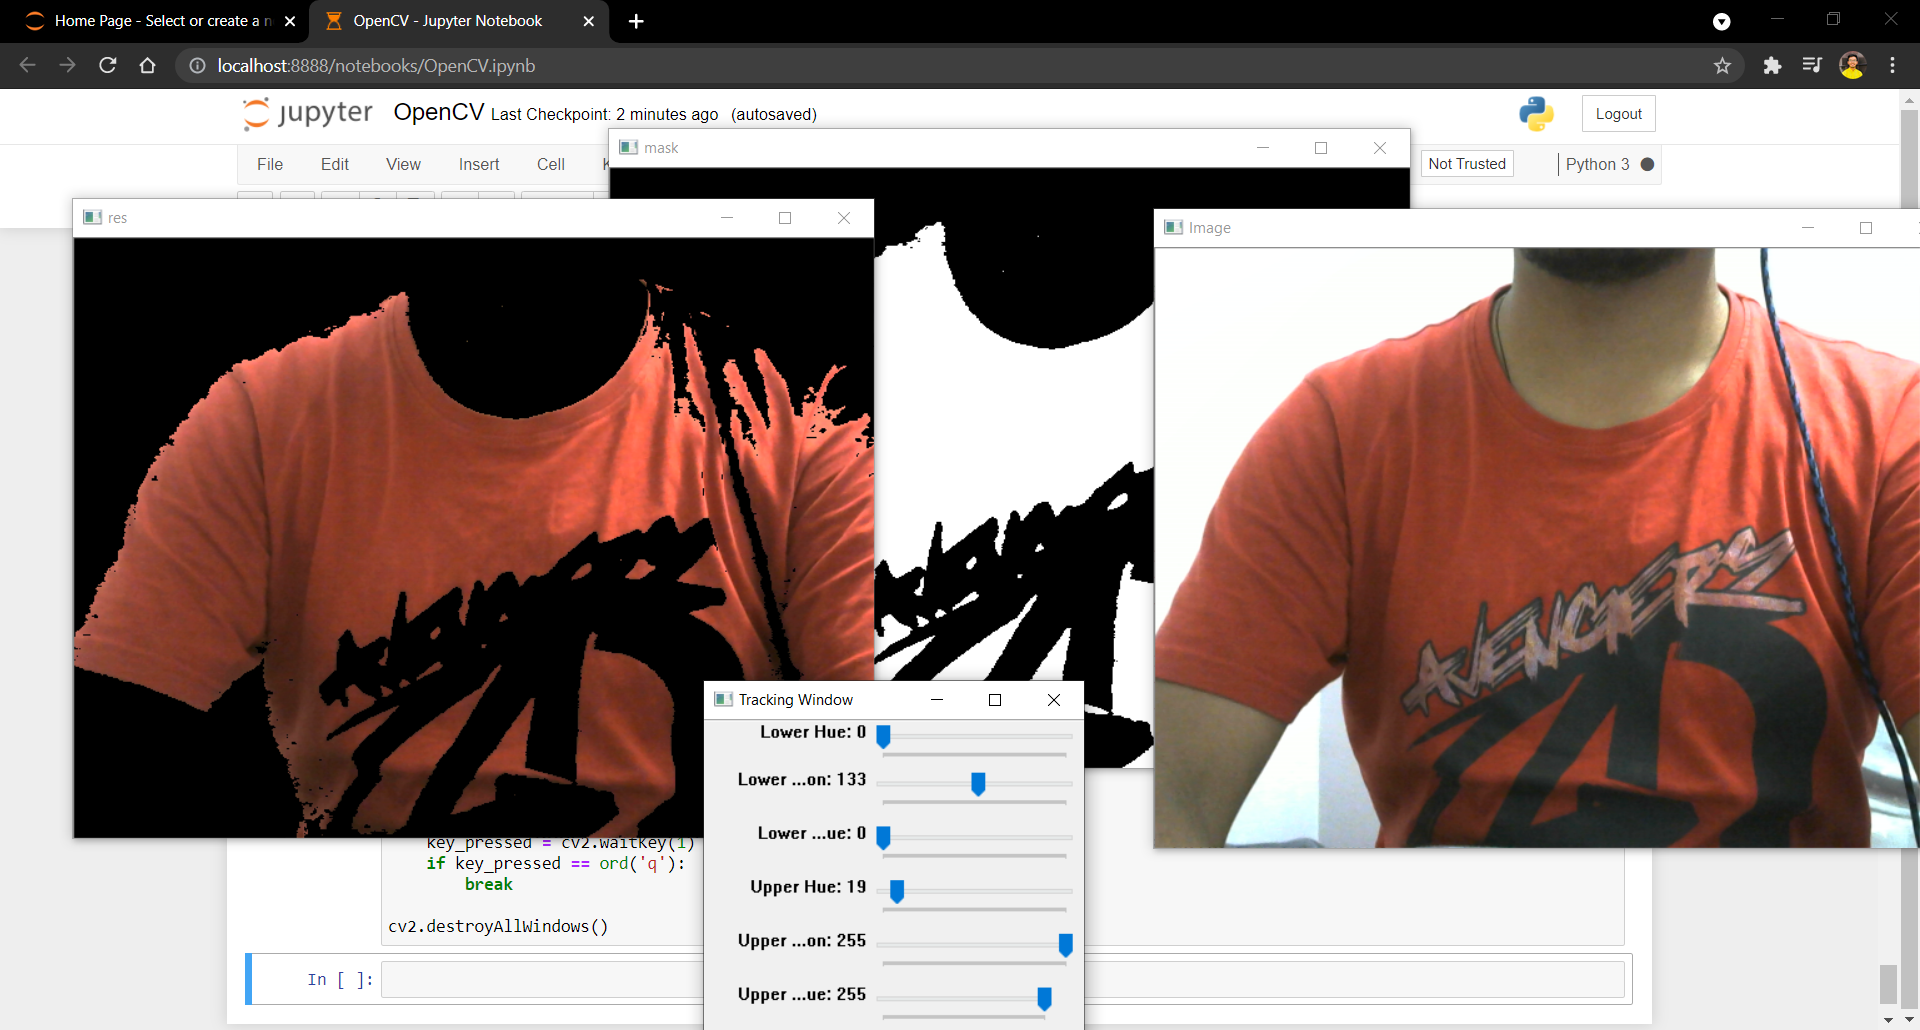 Home Page - Select or create a n
OpenCV - Jupyter Notebook
localhost:8888/notebooks/OpenCV.ipynb
jupyter OpenCV Last Checkpoint: 2 minutes ago (autosaved)
Logout
File Edit View Insert Cell
Not Trusted
Python 3
mask
res
Image
AVENGERS
Tracking Window
Lower Hue: 0
Lower ...on: 133
Lower ...ue: 0
Upper Hue: 19
Upper ...on: 255
Upper ...ue: 255
key_pressed = cv2.waitKey(1)
if key_pressed == ord('q'):
break
cv2.destroyAllWindows()
In [ ]: